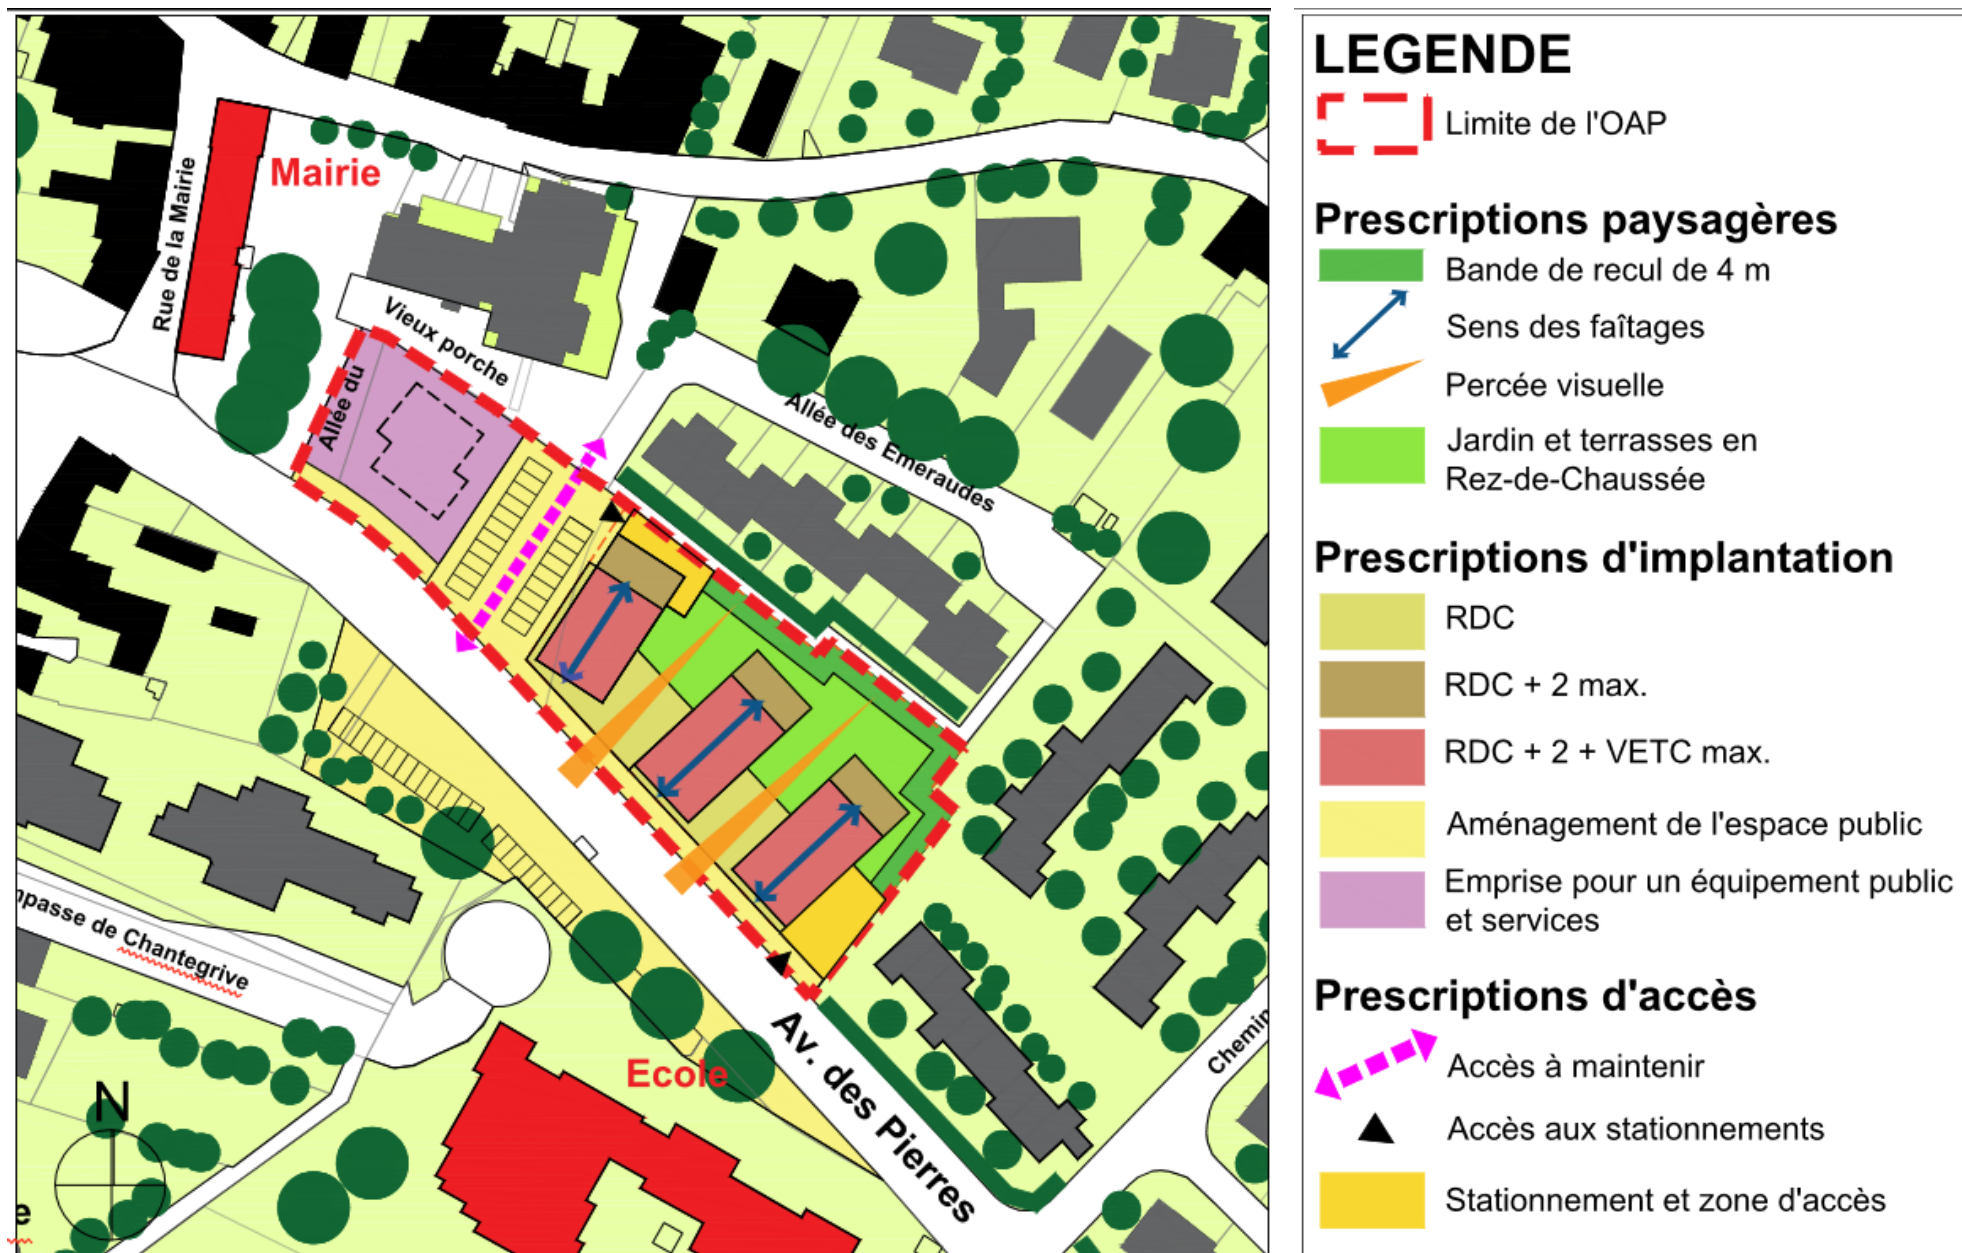 Mairie
Rue de la Mairie
Vieux porche
Allée du
Allée des Emeraudes
mpasse de Chantegrive
Ecole
Av. des Pierres
Chemin
N
e
LEGENDE
Limite de l'OAP
Prescriptions paysagères
Bande de recul de 4 m
Sens des faîtages
Percée visuelle
Jardin et terrasses en
Rez-de-Chaussée
Prescriptions d'implantation
RDC
RDC + 2 max.
RDC + 2 + VETC max.
Aménagement de l'espace public
Emprise pour un équipement public
et services
Prescriptions d'accès
Accès à maintenir
Accès aux stationnements
Stationnement et zone d'accès